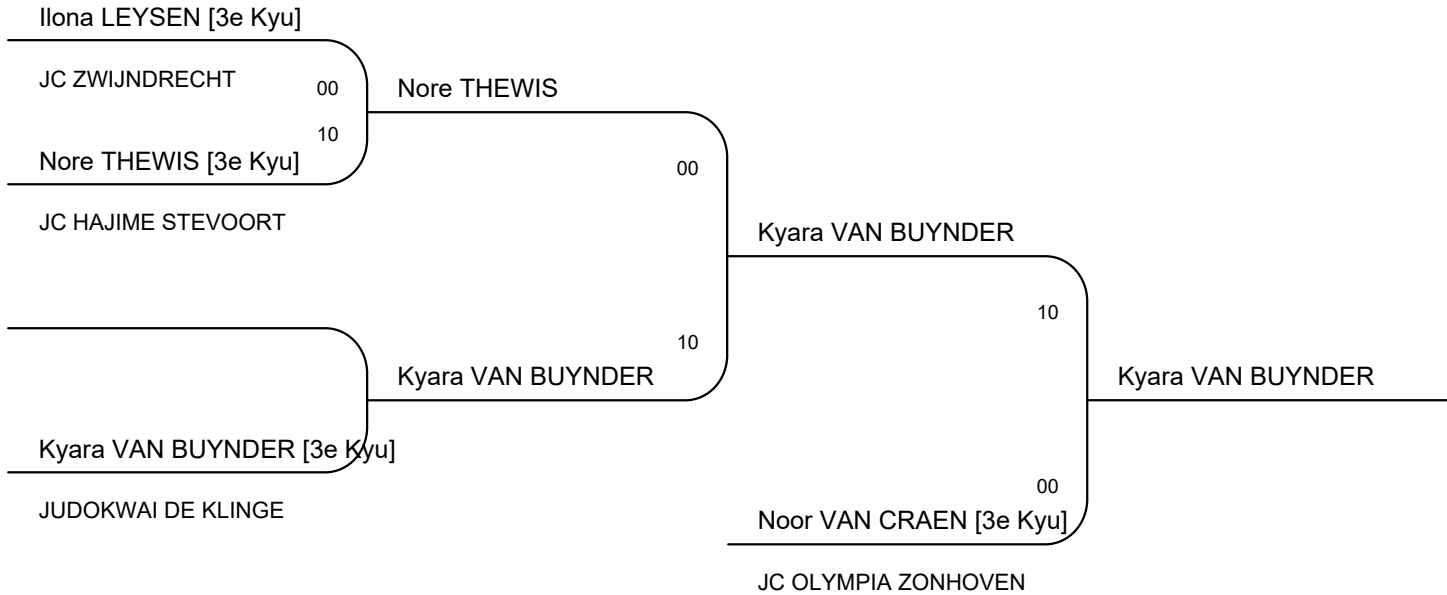 Ilona LEYSEN [3e Kyu]
JC ZWIJNDRECHT
00
Nore THEWIS
10
Nore THEWIS [3e Kyu]
00
JC HAJIME STEVOORT
Kyara VAN BUYNDER
10
10
Kyara VAN BUYNDER
Kyara VAN BUYNDER
Kyara VAN BUYNDER [3e Kyu]
00
JUDOKWAI DE KLINGE
Noor VAN CRAEN [3e Kyu]
JC OLYMPIA ZONHOVEN